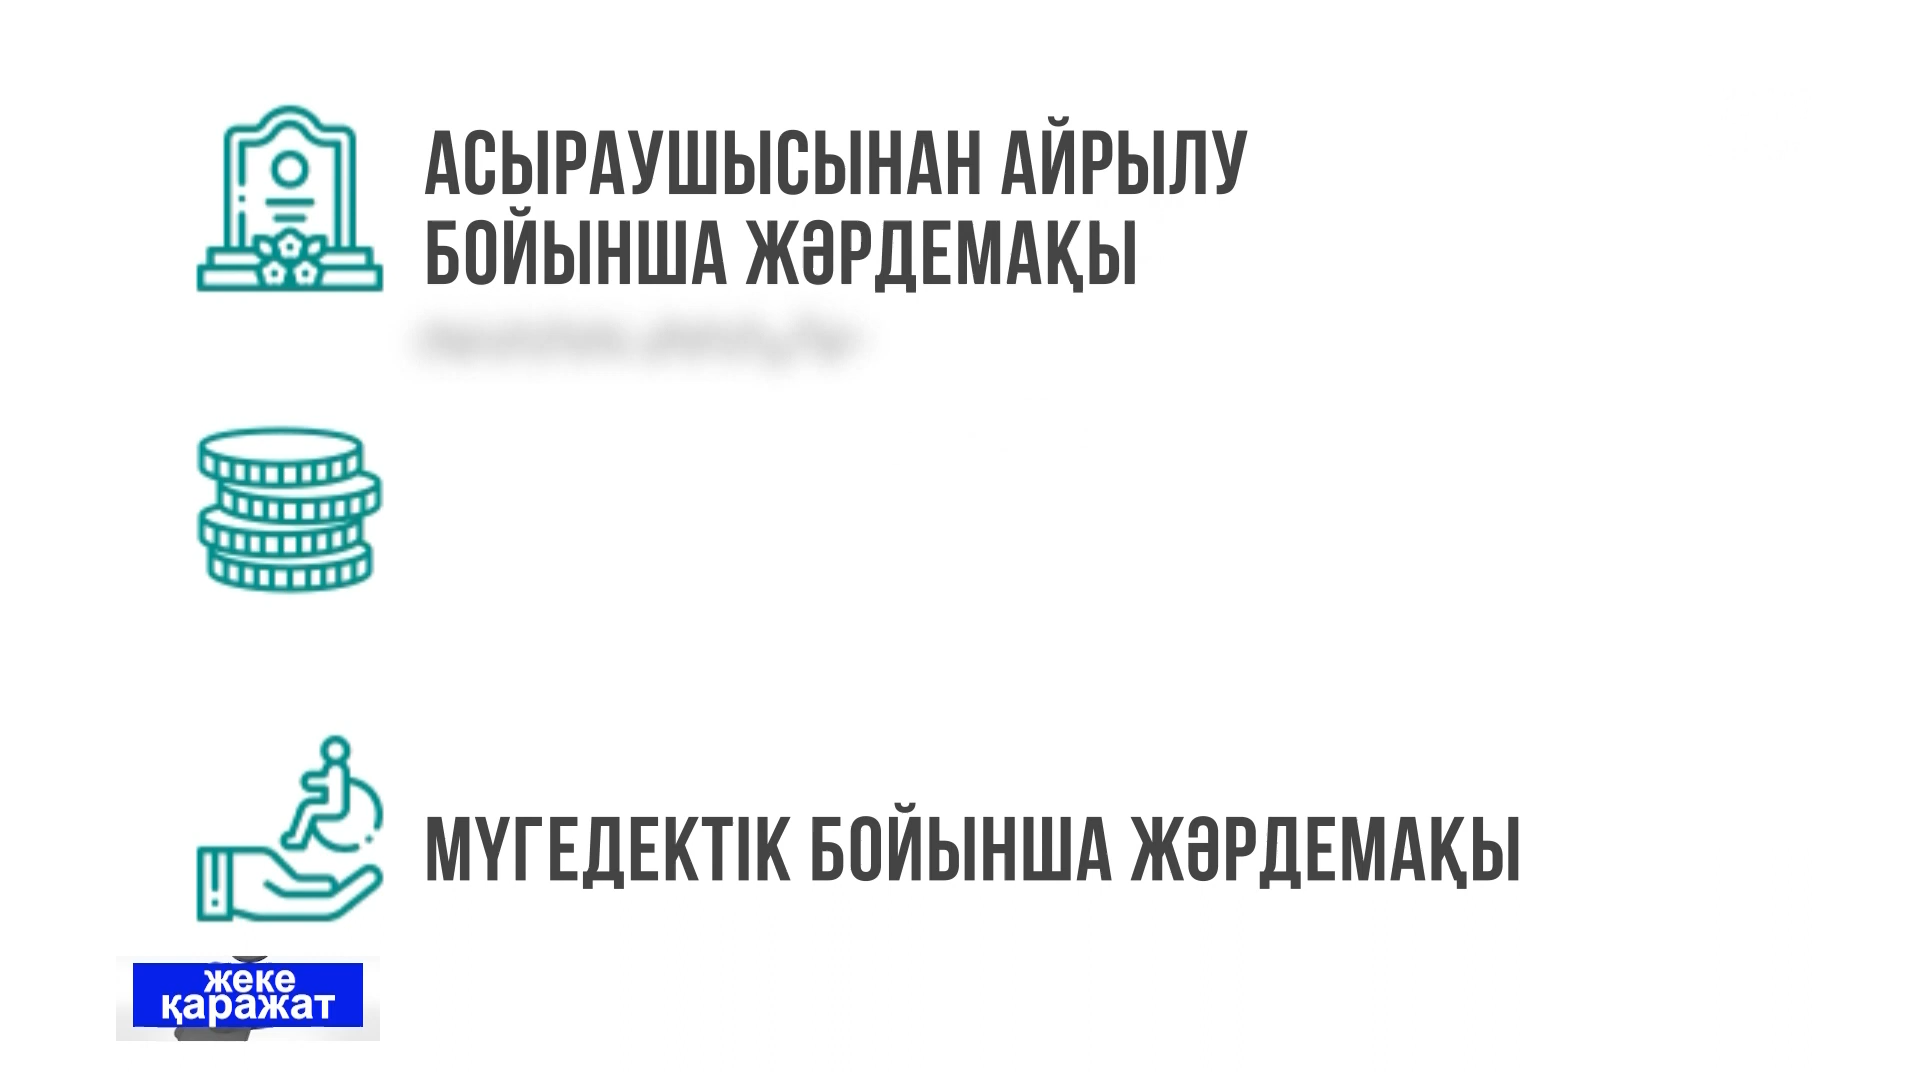 АСЫРАУШЫСЫНАН АЙРЫЛУ
БОЙЫНША ЖӘРДЕМАҚЫ
МҮГЕДЕКТІК БОЙЫНША ЖӘРДЕМАҚЫ
жеке
қаражат